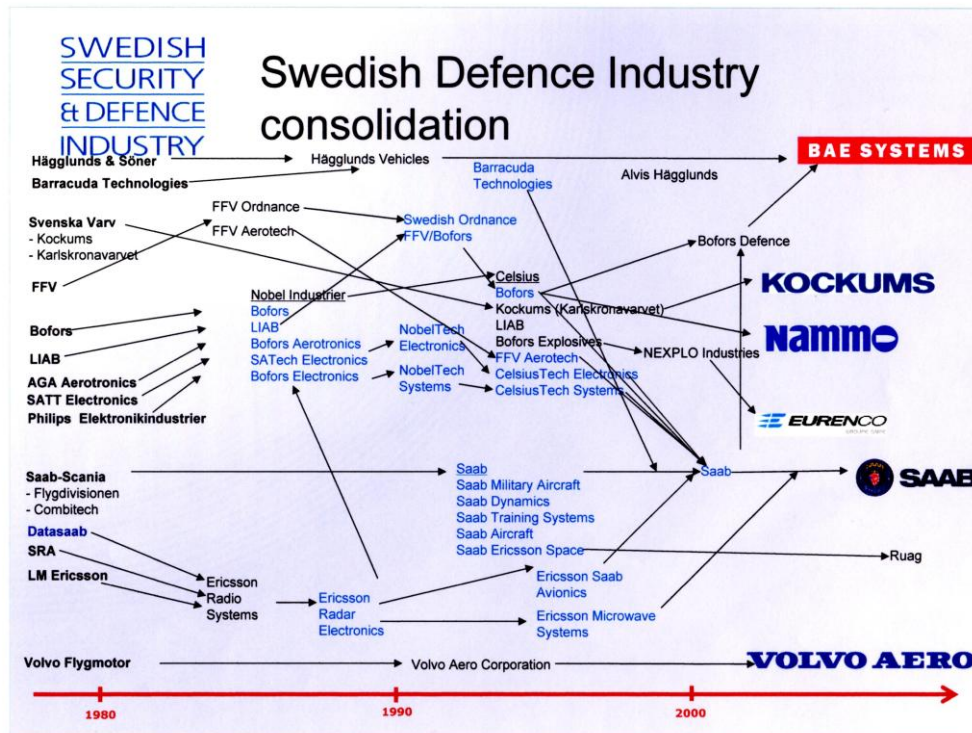 SWEDISH
SECURITY
& DEFENCE
INDUSTRY
Swedish Defence Industry
consolidation
Hägglunds & Söner
Barracuda Technologies
Svenska Varv
- Kockums
- Karlskronavarvet
FFV
Bofors
LIAB
AGA Aerotronics
SATT Electronics
Philips Elektronikindustrier
Saab-Scania
- Flygdivisionen
- Combitech
Datasaab
SRA
LM Ericsson
Volvo Flygmotor
FFV Ordnance
FFV Aerotech
Ericsson
Radio
Systems
Hägglunds Vehicles
Nobel Industrier
Bofors
LIAB
Bofors Aerotronics
SATech Electronics
Bofors Electronics
Ericsson
Radar
Electronics
Swedish Ordnance
FFV/Bofors
NobelTech
Electronics
NobelTech
Systems
Volvo Aero Corporation
Barracuda
Technologies
Celsius
Bofors
Kockums (Karlskronavarvet)
LIAB
Bofors Explosives
FFV Aerotech
CelsiusTech Electronics
CelsiusTech Systems
Saab
Saab Military Aircraft
Saab Dynamics
Saab Training Systems
Saab Aircraft
Saab Ericsson Space
Ericsson Saab
Avionics
Ericsson Microwave
Systems
Alvis Hägglunds
Bofors Defence
NEXPLO Industries
Saab
BAE SYSTEMS
KOCKUMS
Nammo
EURENCO
SAAB
Ruag
VOLVO AERO
1980
1990
2000